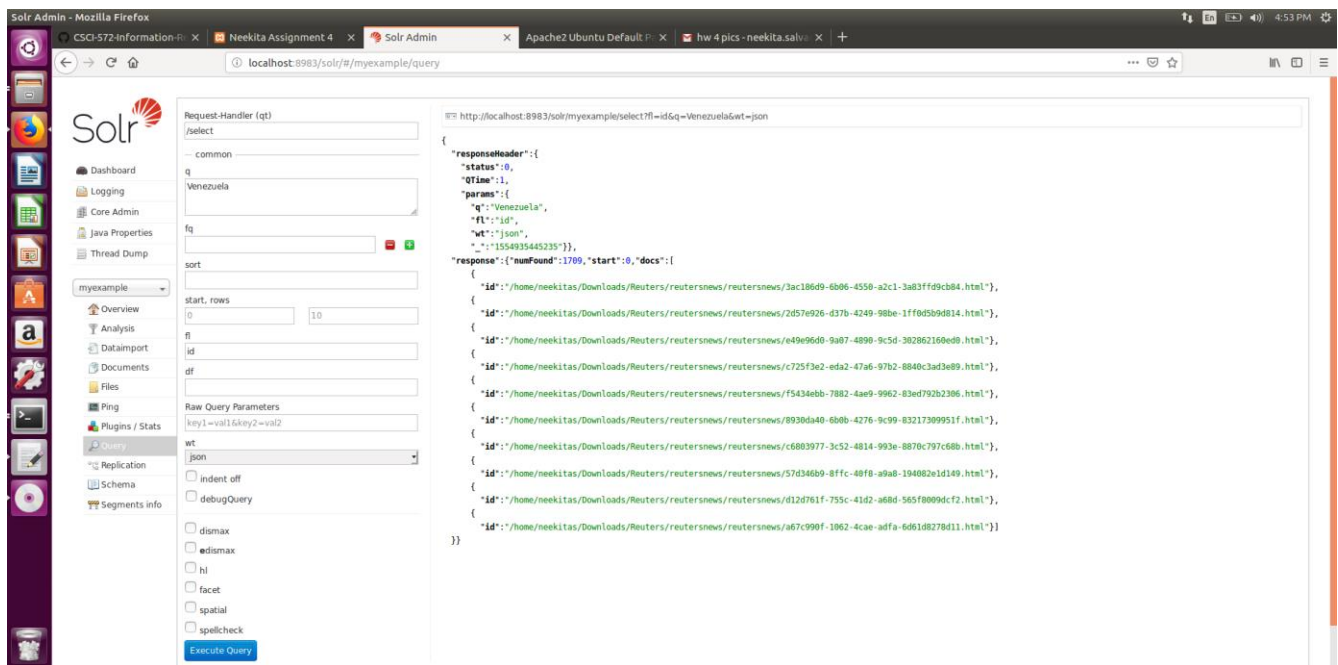 Solr Admin - Mozilla Firefox
En
4:53 PM
CSCI-572-Information-Re
Neekita Assignment 4
Solr Admin
Apache2 Ubuntu Default P
hw 4 pics - neekita.salva
localhost:8983/solr/#/myexample/query
Solr
Dashboard
Logging
Core Admin
Java Properties
Thread Dump
myexample
Overview
Analysis
Dataimport
Documents
Files
Ping
Plugins / Stats
Query
Replication
Schema
Segments info
Request-Handler (qt)
/select
common
q
Venezuela
fq
sort
start, rows
0 10
fl
id
df
Raw Query Parameters
key1=val1&key2=val2
wt
json
indent off
debugQuery
dismax
edismax
hl
facet
spatial
spellcheck
Execute Query
http://localhost:8983/solr/myexample/select?fl=id&q=Venezuela&wt=json
{
"responseHeader":{
"status":0,
"QTime":1,
"params":{
"q":"Venezuela",
"fl":"id",
"wt":"json",
"_":"1554935445235"}},
"response":{"numFound":1709,"start":0,"docs":[
{
"id":"/home/neekitas/Downloads/Reuters/reutersnews/reutersnews/3ac186d9-6b06-4550-a2c1-3a83ffd9cb84.html"},
{
"id":"/home/neekitas/Downloads/Reuters/reutersnews/reutersnews/2d57e926-d37b-4249-98be-1ff0d5b9d814.html"},
{
"id":"/home/neekitas/Downloads/Reuters/reutersnews/reutersnews/e49e96d0-9a07-4890-9c5d-302862160ed0.html"},
{
"id":"/home/neekitas/Downloads/Reuters/reutersnews/reutersnews/c725f3e2-eda2-47a6-97b2-8840c3ad3e89.html"},
{
"id":"/home/neekitas/Downloads/Reuters/reutersnews/reutersnews/f5434ebb-7882-4ae9-9962-83ed792b2306.html"},
{
"id":"/home/neekitas/Downloads/Reuters/reutersnews/reutersnews/8930da40-6b0b-4276-9c99-83217309951f.html"},
{
"id":"/home/neekitas/Downloads/Reuters/reutersnews/reutersnews/c6803977-3c52-4814-993e-8870c797c68b.html"},
{
"id":"/home/neekitas/Downloads/Reuters/reutersnews/reutersnews/57d346b9-8ffc-40f8-a9a8-194082e1d149.html"},
{
"id":"/home/neekitas/Downloads/Reuters/reutersnews/reutersnews/d12d761f-755c-41d2-a68d-565f8009dcf2.html"},
{
"id":"/home/neekitas/Downloads/Reuters/reutersnews/reutersnews/a67c990f-1062-4cae-adfa-6d61d8278d11.html"}]
}}